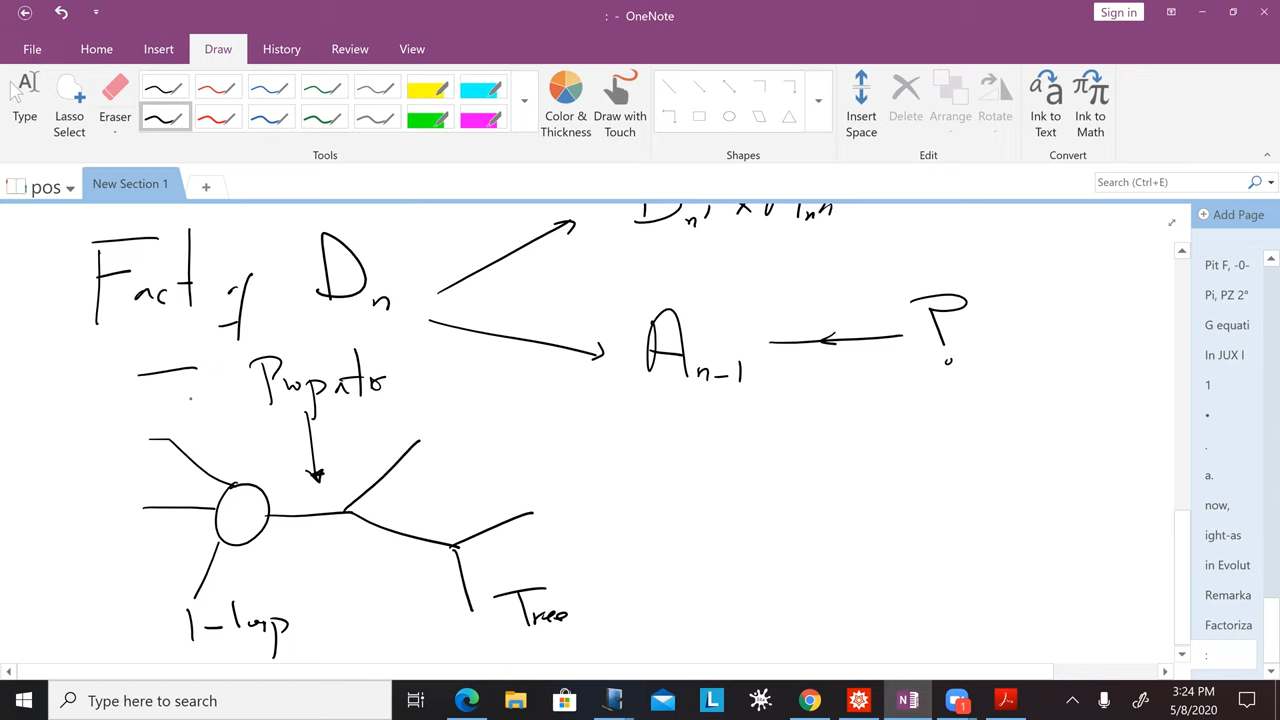 : - OneNote
Sign in
File Home Insert Draw History Review View
Type
Lasso Select
Eraser
Color & Thickness
Draw with Touch
Insert Space
Delete
Arrange
Rotate
Ink to Text
Ink to Math
Tools
Shapes
Edit
Convert
pos
New Section 1
+
Search (Ctrl+E)
Add Page
Pit F, -0-
Pi, PZ 2°
G equati
In JUX l
1
•
.
a.
now,
ight-as
in Evolut
Remarka
Factoriza
:
Fact of Dn
An-1
?
Propator
1-loop
Tree
Type here to search
3:24 PM
5/8/2020
1